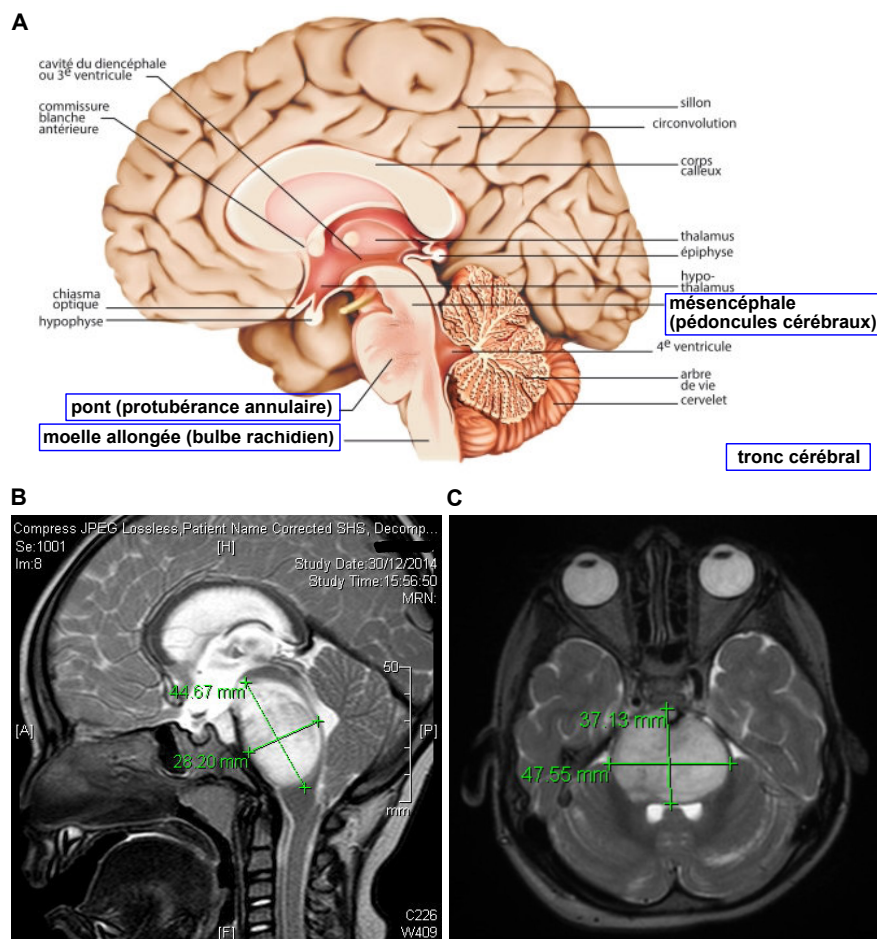 A
cavité du diencéphale
ou 3e ventricule
commissure
blanche
antérieure
chiasma
optique
hypophyse
pont (protubérance annulaire)
moelle allongée (bulbe rachidien)
sillon
circonvolution
corps
calleux
thalamus
épiphyse
hypo-
thalamus
mésencéphale
(pédoncules cérébraux)
4e ventricule
arbre
de vie
cervelet
tronc cérébral
B
Compress JPEG Lossless,Patient Name Corrected SHS, Decomp...
Se:1001
Im:8
[H]
Study Date:30/12/2014
Study Time:15:56:50
MRN:
50
44.67 mm
[A]
[P]
28.20 mm
mm
C226
W409
[F]
C
37.13 mm
47.55 mm